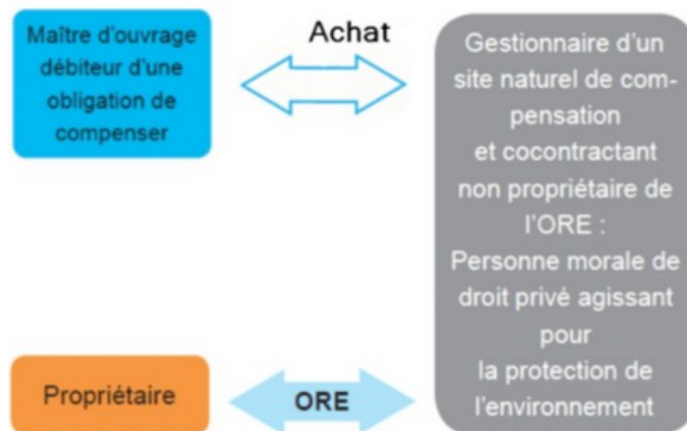 Maître d'ouvrage
débiteur d'une
obligation de
compenser
Achat
Gestionnaire d'un
site naturel de com-
pensation
et cocontractant
non propriétaire de
l'ORE :
Personne morale de
droit privé agissant
pour
la protection de
l'environnement
Propriétaire
ORE